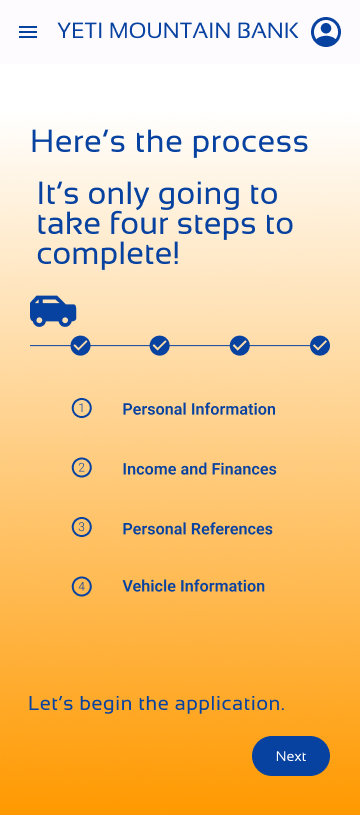 YETI MOUNTAIN BANK
Here's the process
It's only going to
take four steps to
complete!
1 Personal Information
2 Income and Finances
3 Personal References
4 Vehicle Information
Let's begin the application.
Next